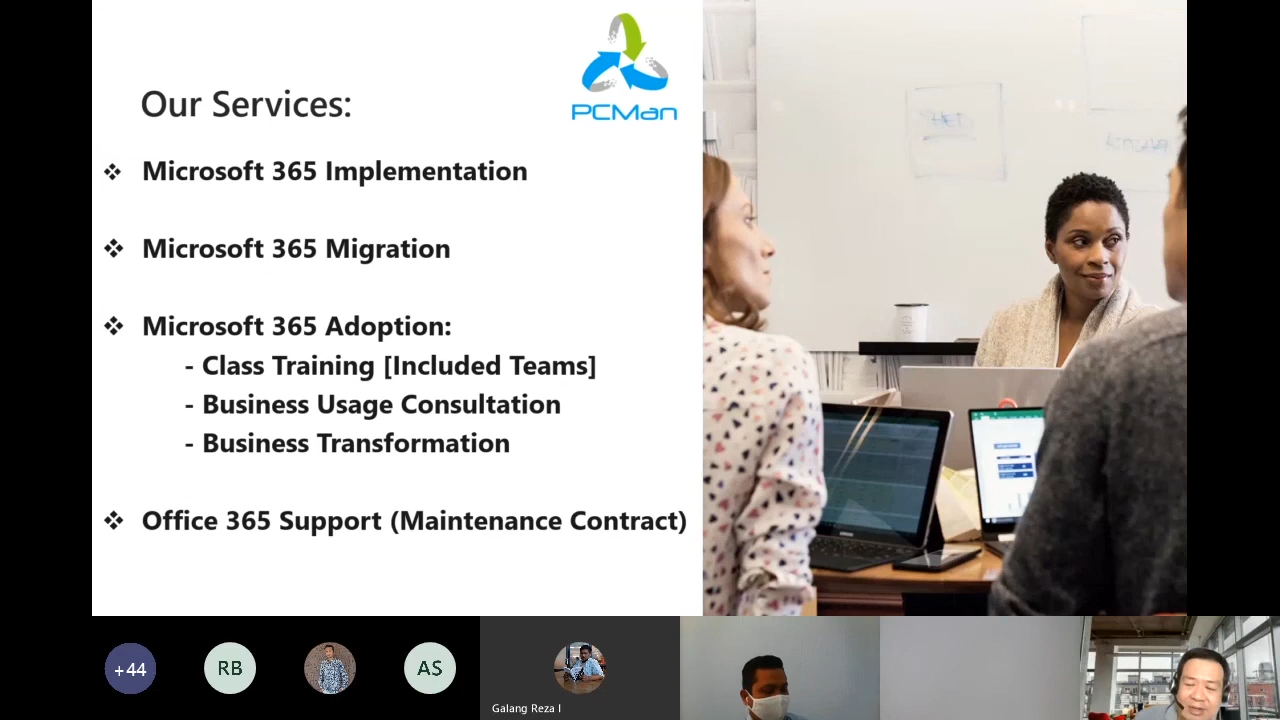 PCMan
Our Services:
❖ Microsoft 365 Implementation
❖ Microsoft 365 Migration
❖ Microsoft 365 Adoption:
- Class Training [Included Teams]
- Business Usage Consultation
- Business Transformation
❖ Office 365 Support (Maintenance Contract)
+44
RB
AS
Galang Reza I